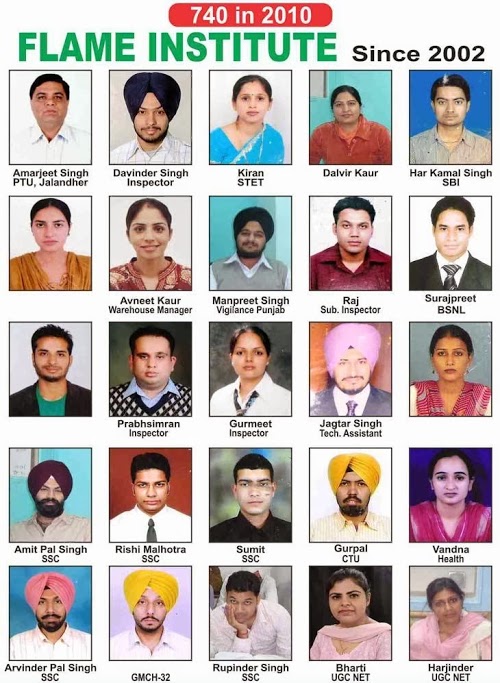 740 in 2010
FLAME INSTITUTE Since 2002
Amarjeet Singh
PTU, Jalandher
Davinder Singh
Inspector
Kiran
STET
Dalvir Kaur
Har Kamal Singh
SBI
Avneet Kaur
Warehouse Manager
Manpreet Singh
Vigilance Punjab
Raj
Sub. Inspector
Surajpreet
BSNL
Prabhsimran
Inspector
Gurmeet
Inspector
Jagtar Singh
Tech. Assistant
Amit Pal Singh
SSC
Rishi Malhotra
SSC
Sumit
SSC
Gurpal
CTU
Vandna
Health
Arvinder Pal Singh
SSC
GMCH-32
Rupinder Singh
SSC
Bharti
UGC NET
Harjinder
UGC NET